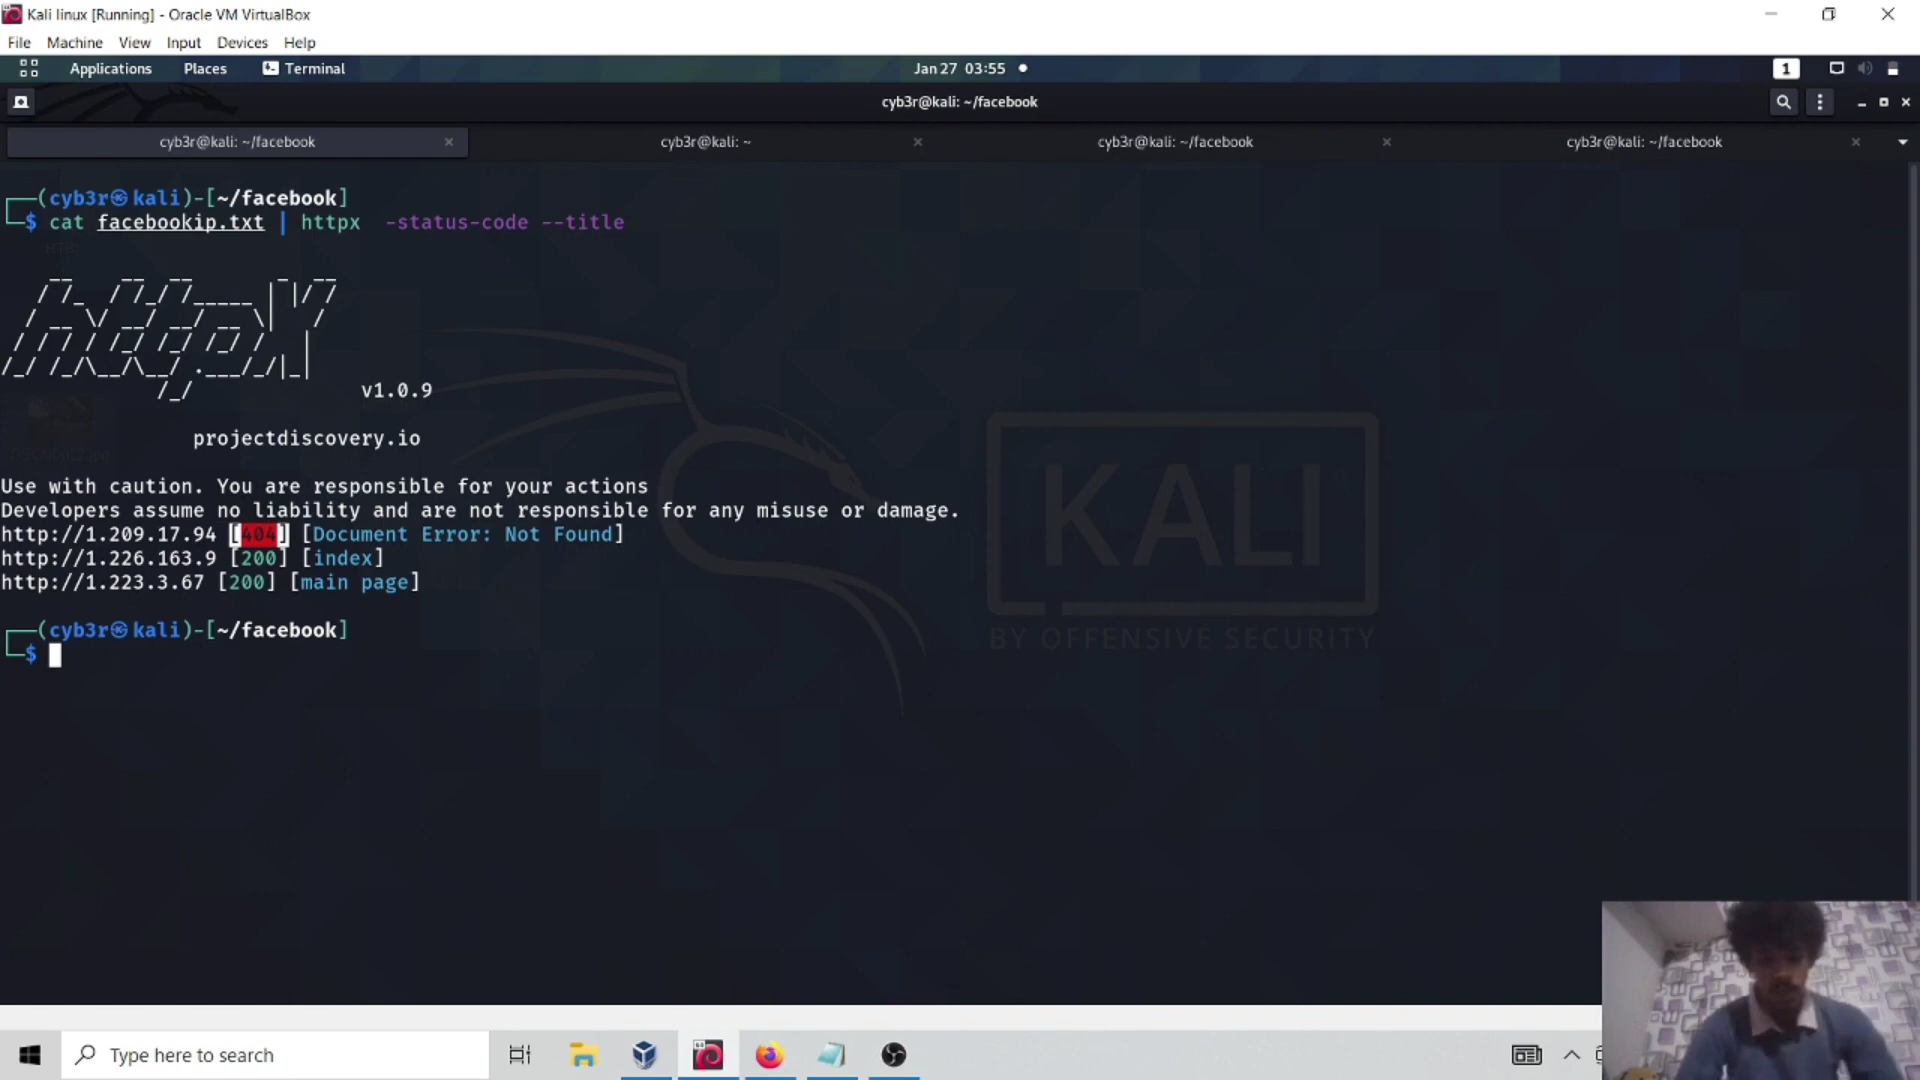 Kali linux [Running] - Oracle VM VirtualBox
File Machine View Input Devices Help
Applications Places Terminal Jan 27 03:55 1
cyb3r@kali: ~/facebook
cyb3r@kali: ~/facebook cyb3r@kali: ~ cyb3r@kali: ~/facebook cyb3r@kali: ~/facebook
(cyb3r㉿kali)-[~/facebook]
$ cat facebookip.txt | httpx -status-code --title
httpx
v1.0.9
projectdiscovery.io
Use with caution. You are responsible for your actions
Developers assume no liability and are not responsible for any misuse or damage.
http://1.209.17.94 [404] [Document Error: Not Found]
http://1.226.163.9 [200] [index]
http://1.223.3.67 [200] [main page]
(cyb3r㉿kali)-[~/facebook]
$
KALI
BY OFFENSIVE SECURITY
Type here to search